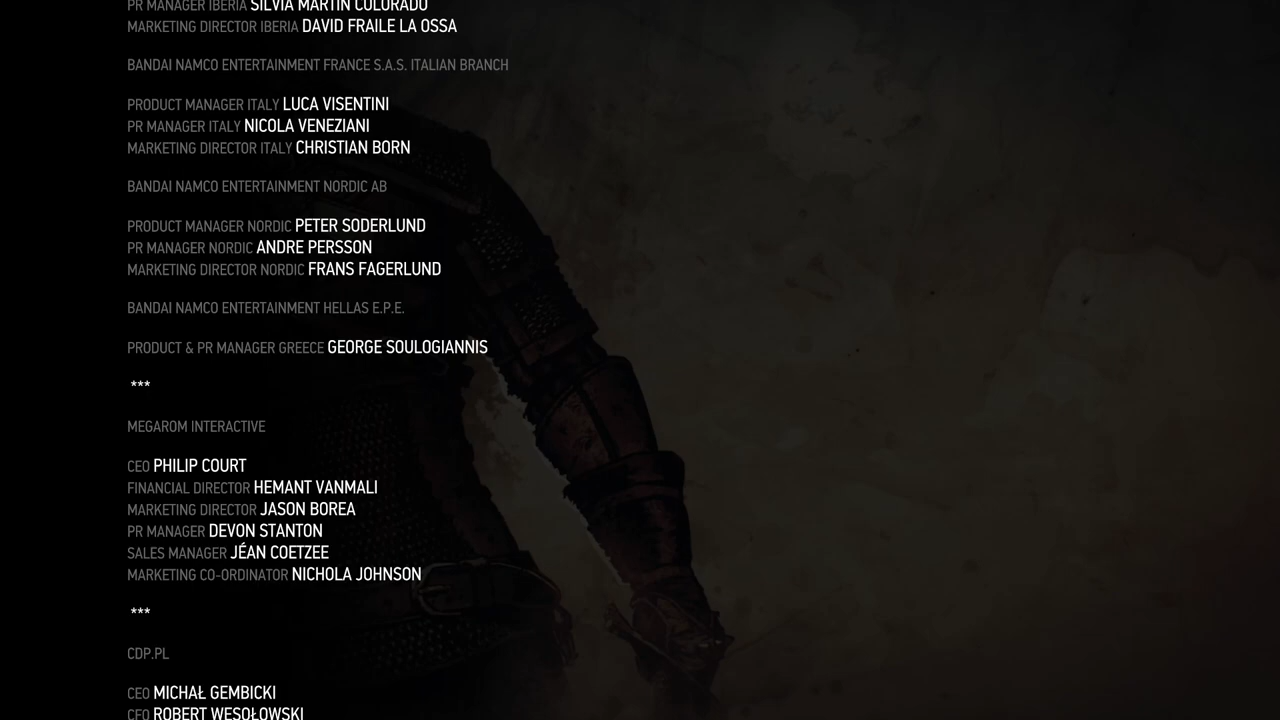 PR MANAGER IBERIA SILVIA MARTIN COLORADO
MARKETING DIRECTOR IBERIA DAVID FRAILE LA OSSA
BANDAI NAMCO ENTERTAINMENT FRANCE S.A.S. ITALIAN BRANCH
PRODUCT MANAGER ITALY LUCA VISENTINI
PR MANAGER ITALY NICOLA VENEZIANI
MARKETING DIRECTOR ITALY CHRISTIAN BORN
BANDAI NAMCO ENTERTAINMENT NORDIC AB
PRODUCT MANAGER NORDIC PETER SODERLUND
PR MANAGER NORDIC ANDRE PERSSON
MARKETING DIRECTOR NORDIC FRANS FAGERLUND
BANDAI NAMCO ENTERTAINMENT HELLAS E.P.E.
PRODUCT & PR MANAGER GREECE GEORGE SOULOGIANNIS
***
MEGAROM INTERACTIVE
CEO PHILIP COURT
FINANCIAL DIRECTOR HEMANT VANMALI
MARKETING DIRECTOR JASON BOREA
PR MANAGER DEVON STANTON
SALES MANAGER JÉAN COETZEE
MARKETING CO-ORDINATOR NICHOLA JOHNSON
***
CDP.PL
CEO MICHAŁ GEMBICKI
CFO ROBERT WESOŁOWSKI